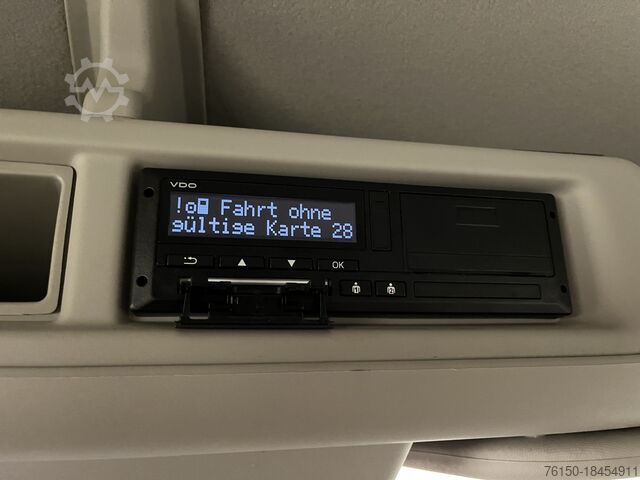 VDO
! Fahrt ohne
gültige Karte 28
OK
76150-18454911